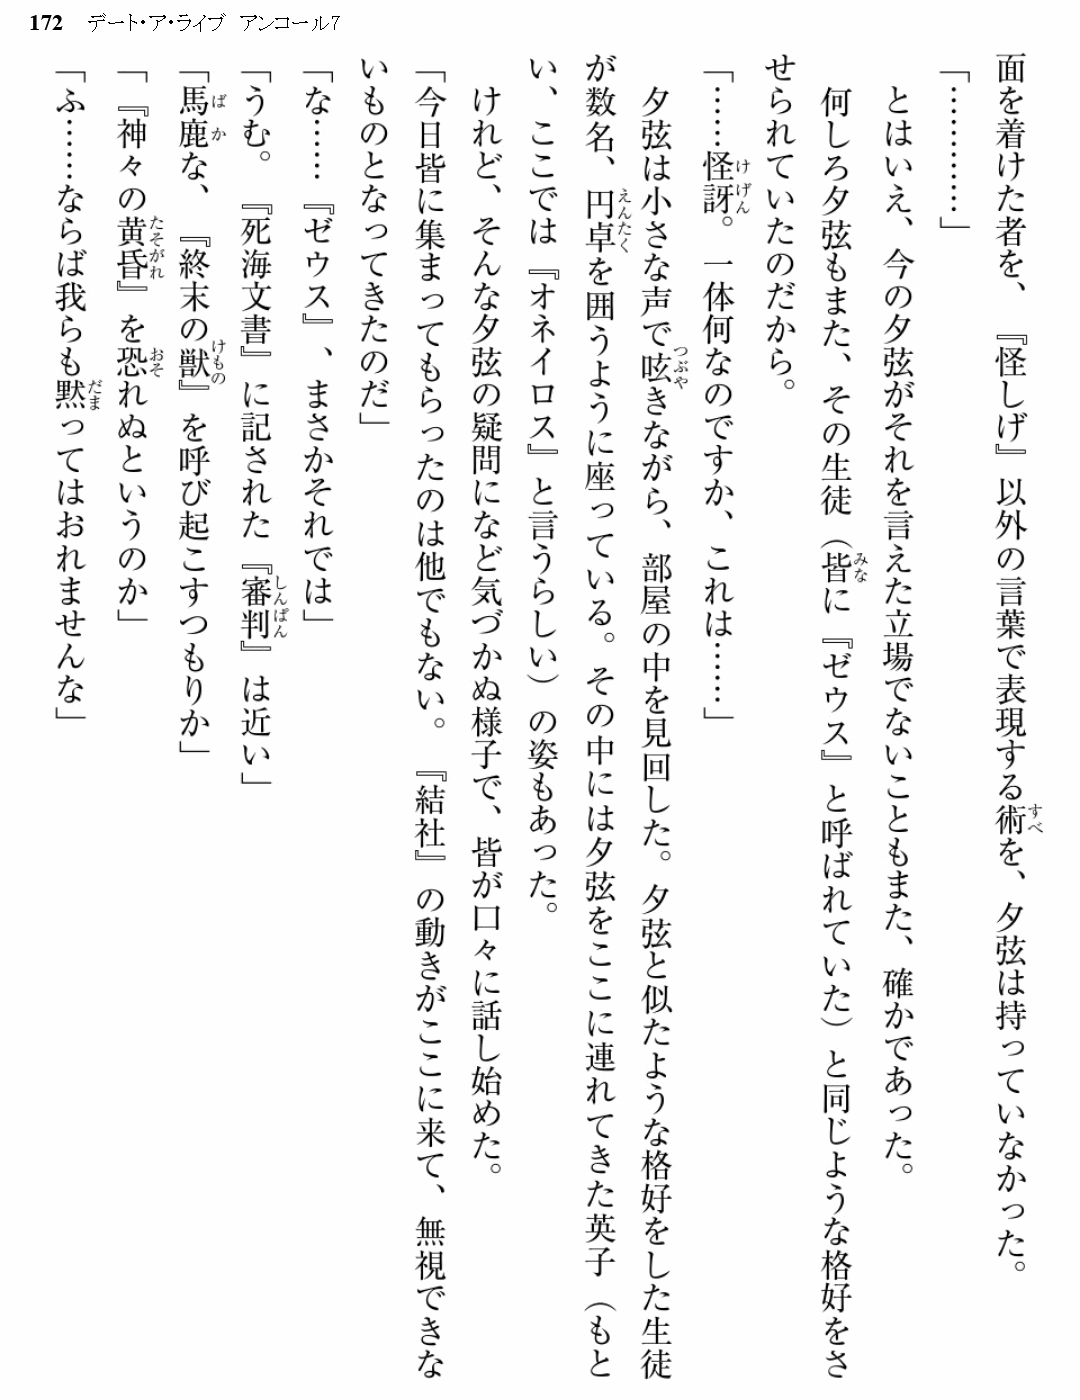 172 デート・ア・ライブ アンコール7
面を着けた者を、『怪しげ』以外の言葉で表現する術を、夕弦は持っていなかった。
「…………」
とはいえ、今の夕弦がそれを言えた立場でないこともまた、確かであった。
何しろ夕弦もまた、その生徒（皆に『ゼウス』と呼ばれていた）と同じような格好をさ
せられていたのだから。
「……怪訝。一体何なのですか、これは……」
夕弦は小さな声で呟きながら、部屋の中を見回した。夕弦と似たような格好をした生徒
が数名、円卓を囲うように座っている。その中には夕弦をここに連れてきた英子（もと
い、ここでは『オネイロス』と言うらしい）の姿もあった。
けれど、そんな夕弦の疑問になど気づかぬ様子で、皆が口々に話し始めた。
「今日皆に集まってもらったのは他でもない。『結社』の動きがここに来て、無視できな
いものとなってきたのだ」
「な……『ゼウス』、まさかそれでは」
「うむ。『死海文書』に記された『審判』は近い」
「馬鹿な、『終末の獣』を呼び起こすつもりか」
「『神々の黄昏』を恐れぬというのか」
「ふ……ならば我らも黙ってはおれませんな」